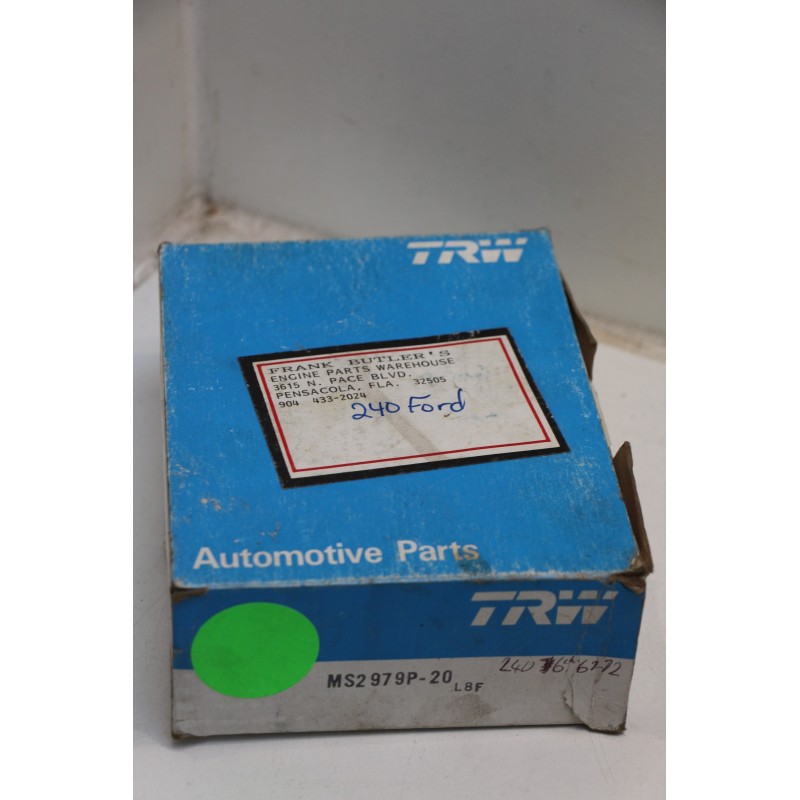 TRW
FRANK BUTLER'S
ENGINE PARTS WAREHOUSE
3615 N. PACE BLVD.
PENSACOLA, FLA. 32505
904 433-2024
240 Ford
Automotive Parts
TRW
MS2979P-20 L8F
240